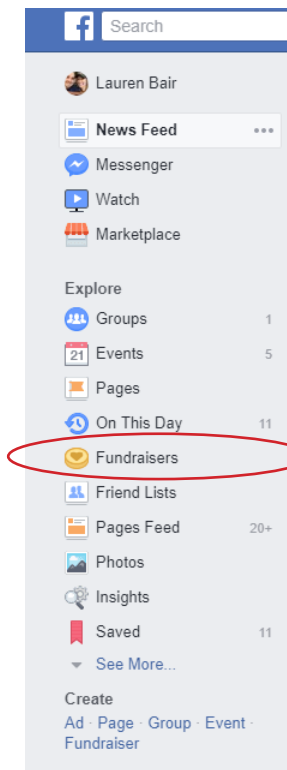 f Search
Lauren Bair
News Feed
Messenger
Watch
Marketplace
Explore
Groups 1
21 Events 5
Pages
On This Day 11
Fundraisers
Friend Lists
Pages Feed 20+
Photos
Insights
Saved 11
See More...
Create
Ad · Page · Group · Event ·
Fundraiser